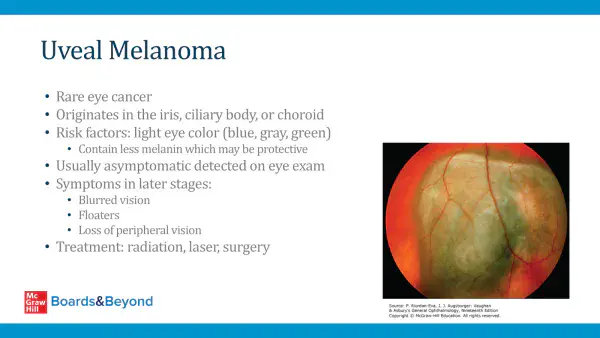 Uveal Melanoma
• Rare eye cancer
• Originates in the iris, ciliary body, or choroid
• Risk factors: light eye color (blue, gray, green)
• Contain less melanin which may be protective
• Usually asymptomatic detected on eye exam
• Symptoms in later stages:
• Blurred vision
• Floaters
• Loss of peripheral vision
• Treatment: radiation, laser, surgery
Mc
Graw
Hill
Boards&Beyond
Source: P. Riordan-Eva, J. J. Augsburger: Vaughan
& Asbury's General Ophthalmology, Nineteenth Edition
Copyright © McGraw-Hill Education. All rights reserved.